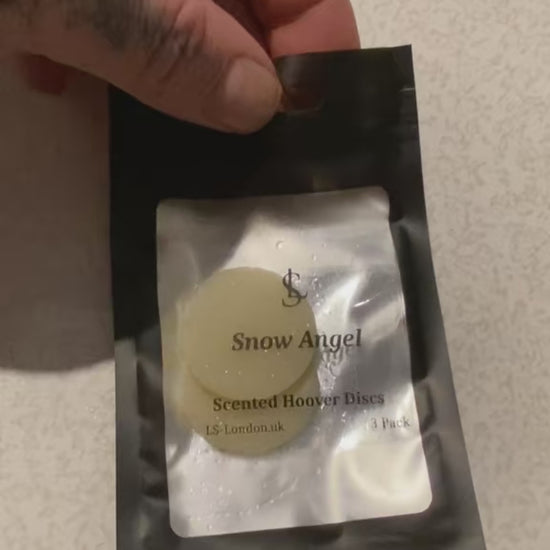 LS
Snow Angel
Scented Hoover Discs
LS-London.uk
3 Pack